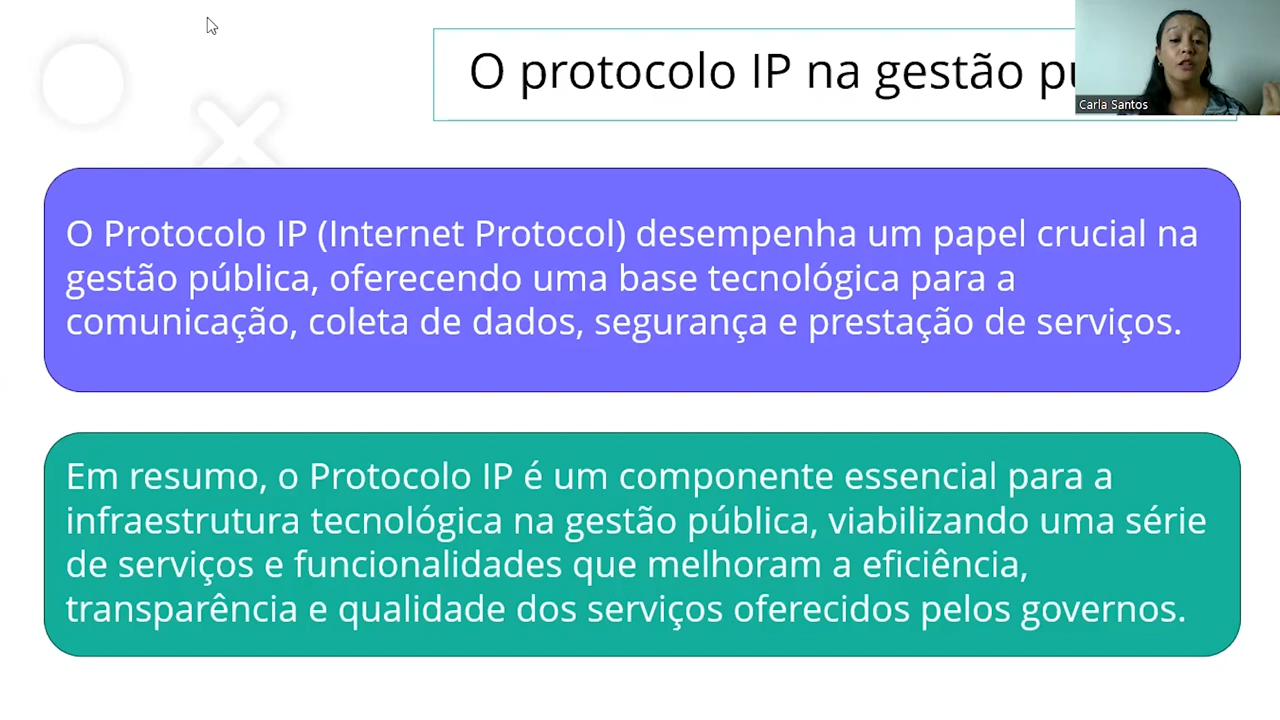 O protocolo IP na gestão
Carla Santos
O Protocolo IP (Internet Protocol) desempenha um papel crucial na
gestão pública, oferecendo uma base tecnológica para a
comunicação, coleta de dados, segurança e prestação de serviços.
Em resumo, o Protocolo IP é um componente essencial para a
infraestrutura tecnológica na gestão pública, viabilizando uma série
de serviços e funcionalidades que melhoram a eficiência,
transparência e qualidade dos serviços oferecidos pelos governos.